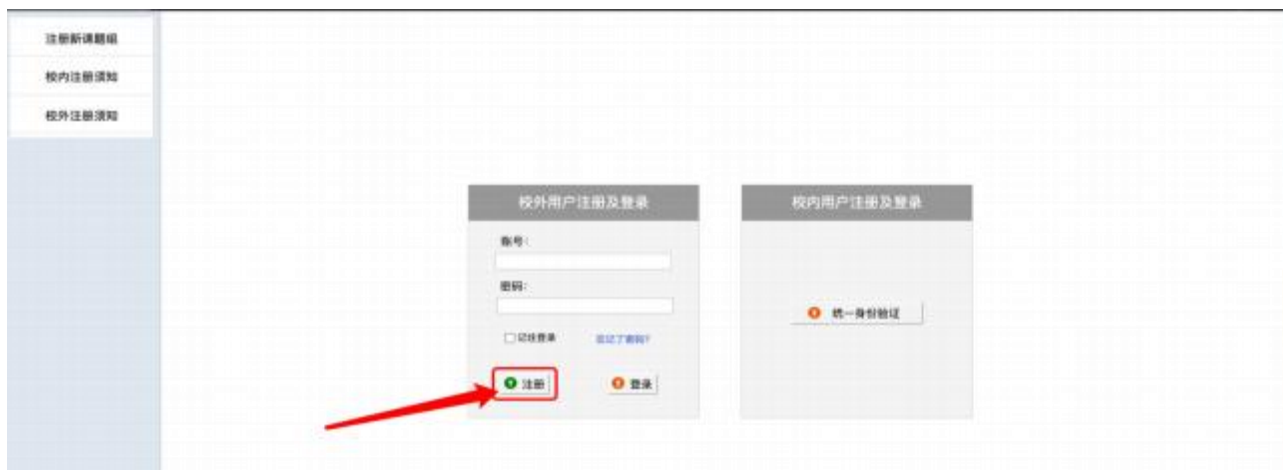 注册新课题组
校内注册须知
校外注册须知
校外用户注册及登录
账号:
密码:
记住登录 忘记了密码?
注册 登录
校内用户注册及登录
统一身份验证